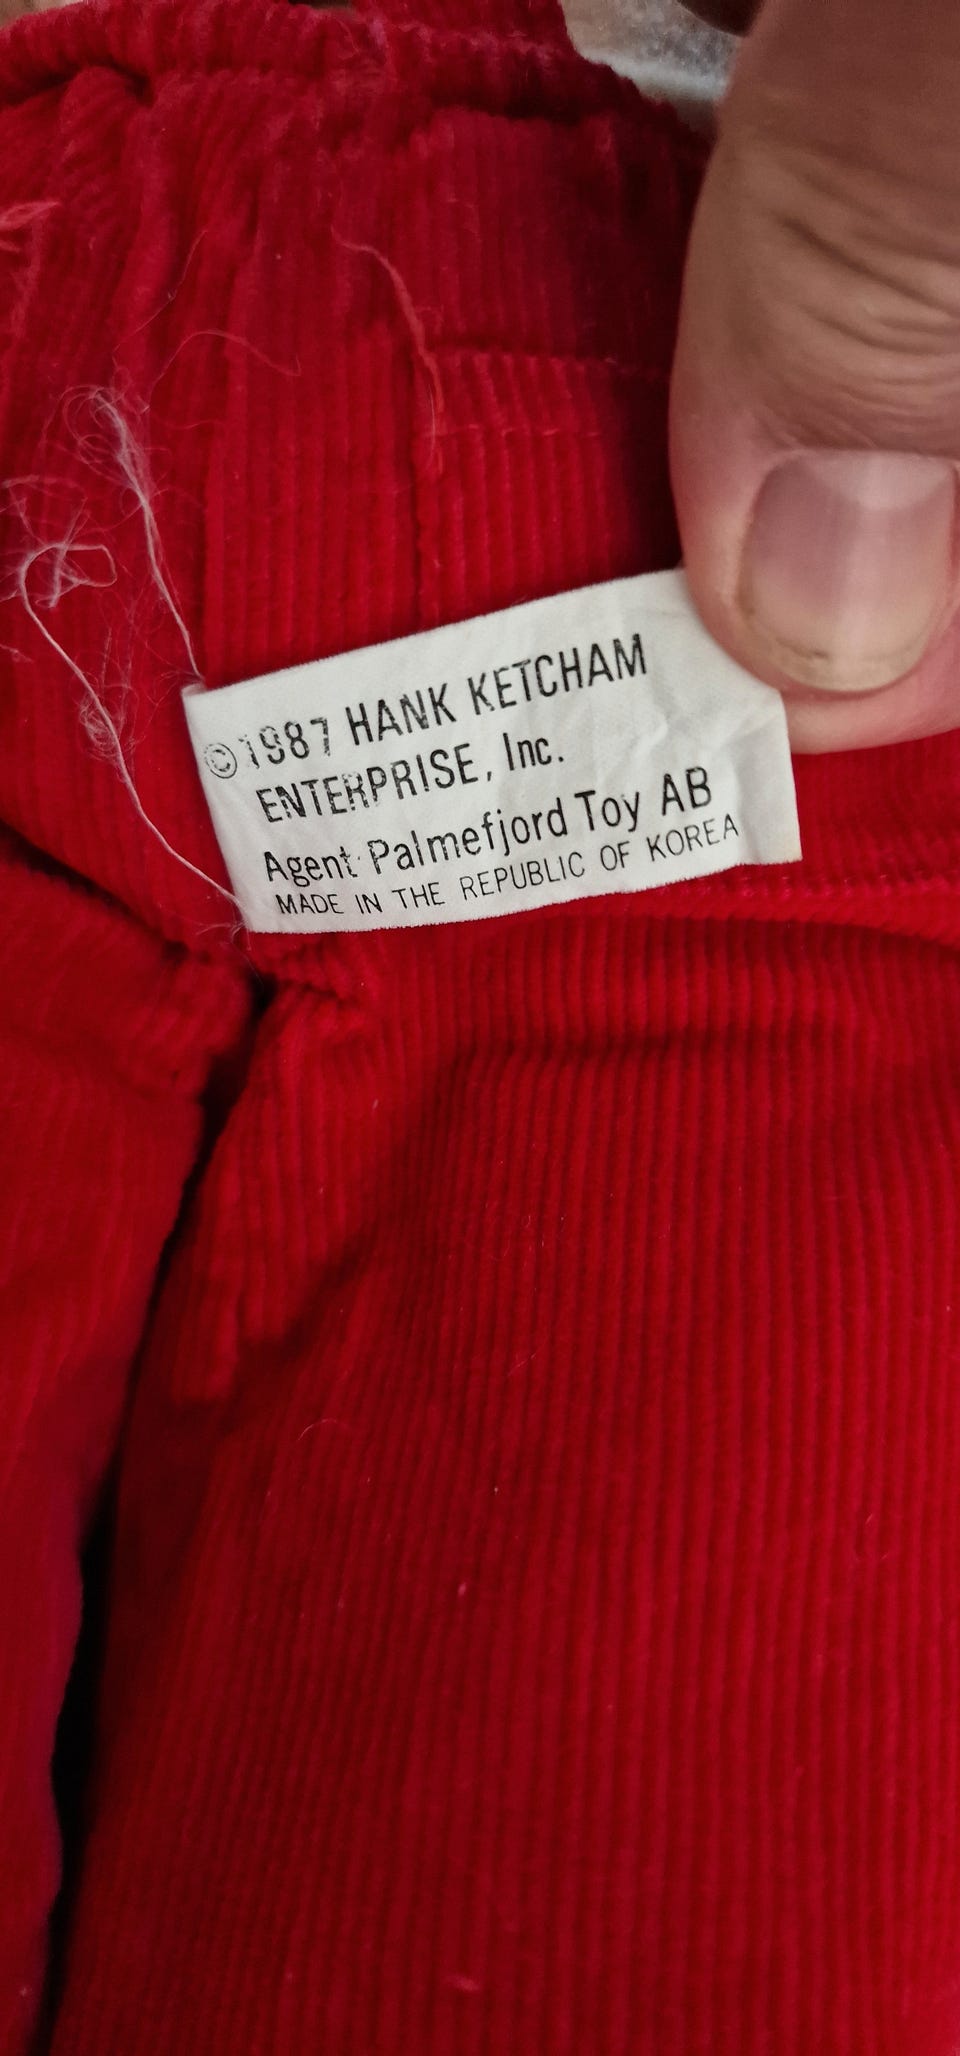 ©1987 HANK KETCHAM
ENTERPRISE, Inc.
Agent Palmefjord Toy AB
MADE IN THE REPUBLIC OF KOREA